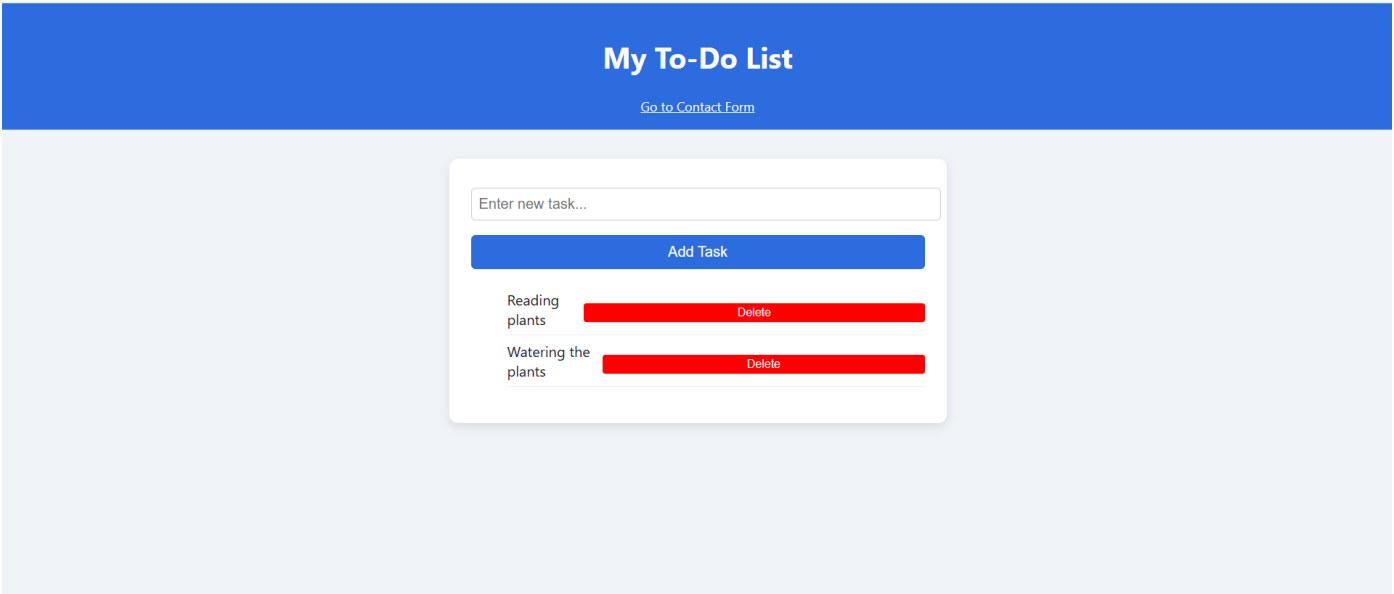 My To-Do List
Go to Contact Form
Enter new task...
Add Task
Reading
plants
Delete
Watering the
plants
Delete